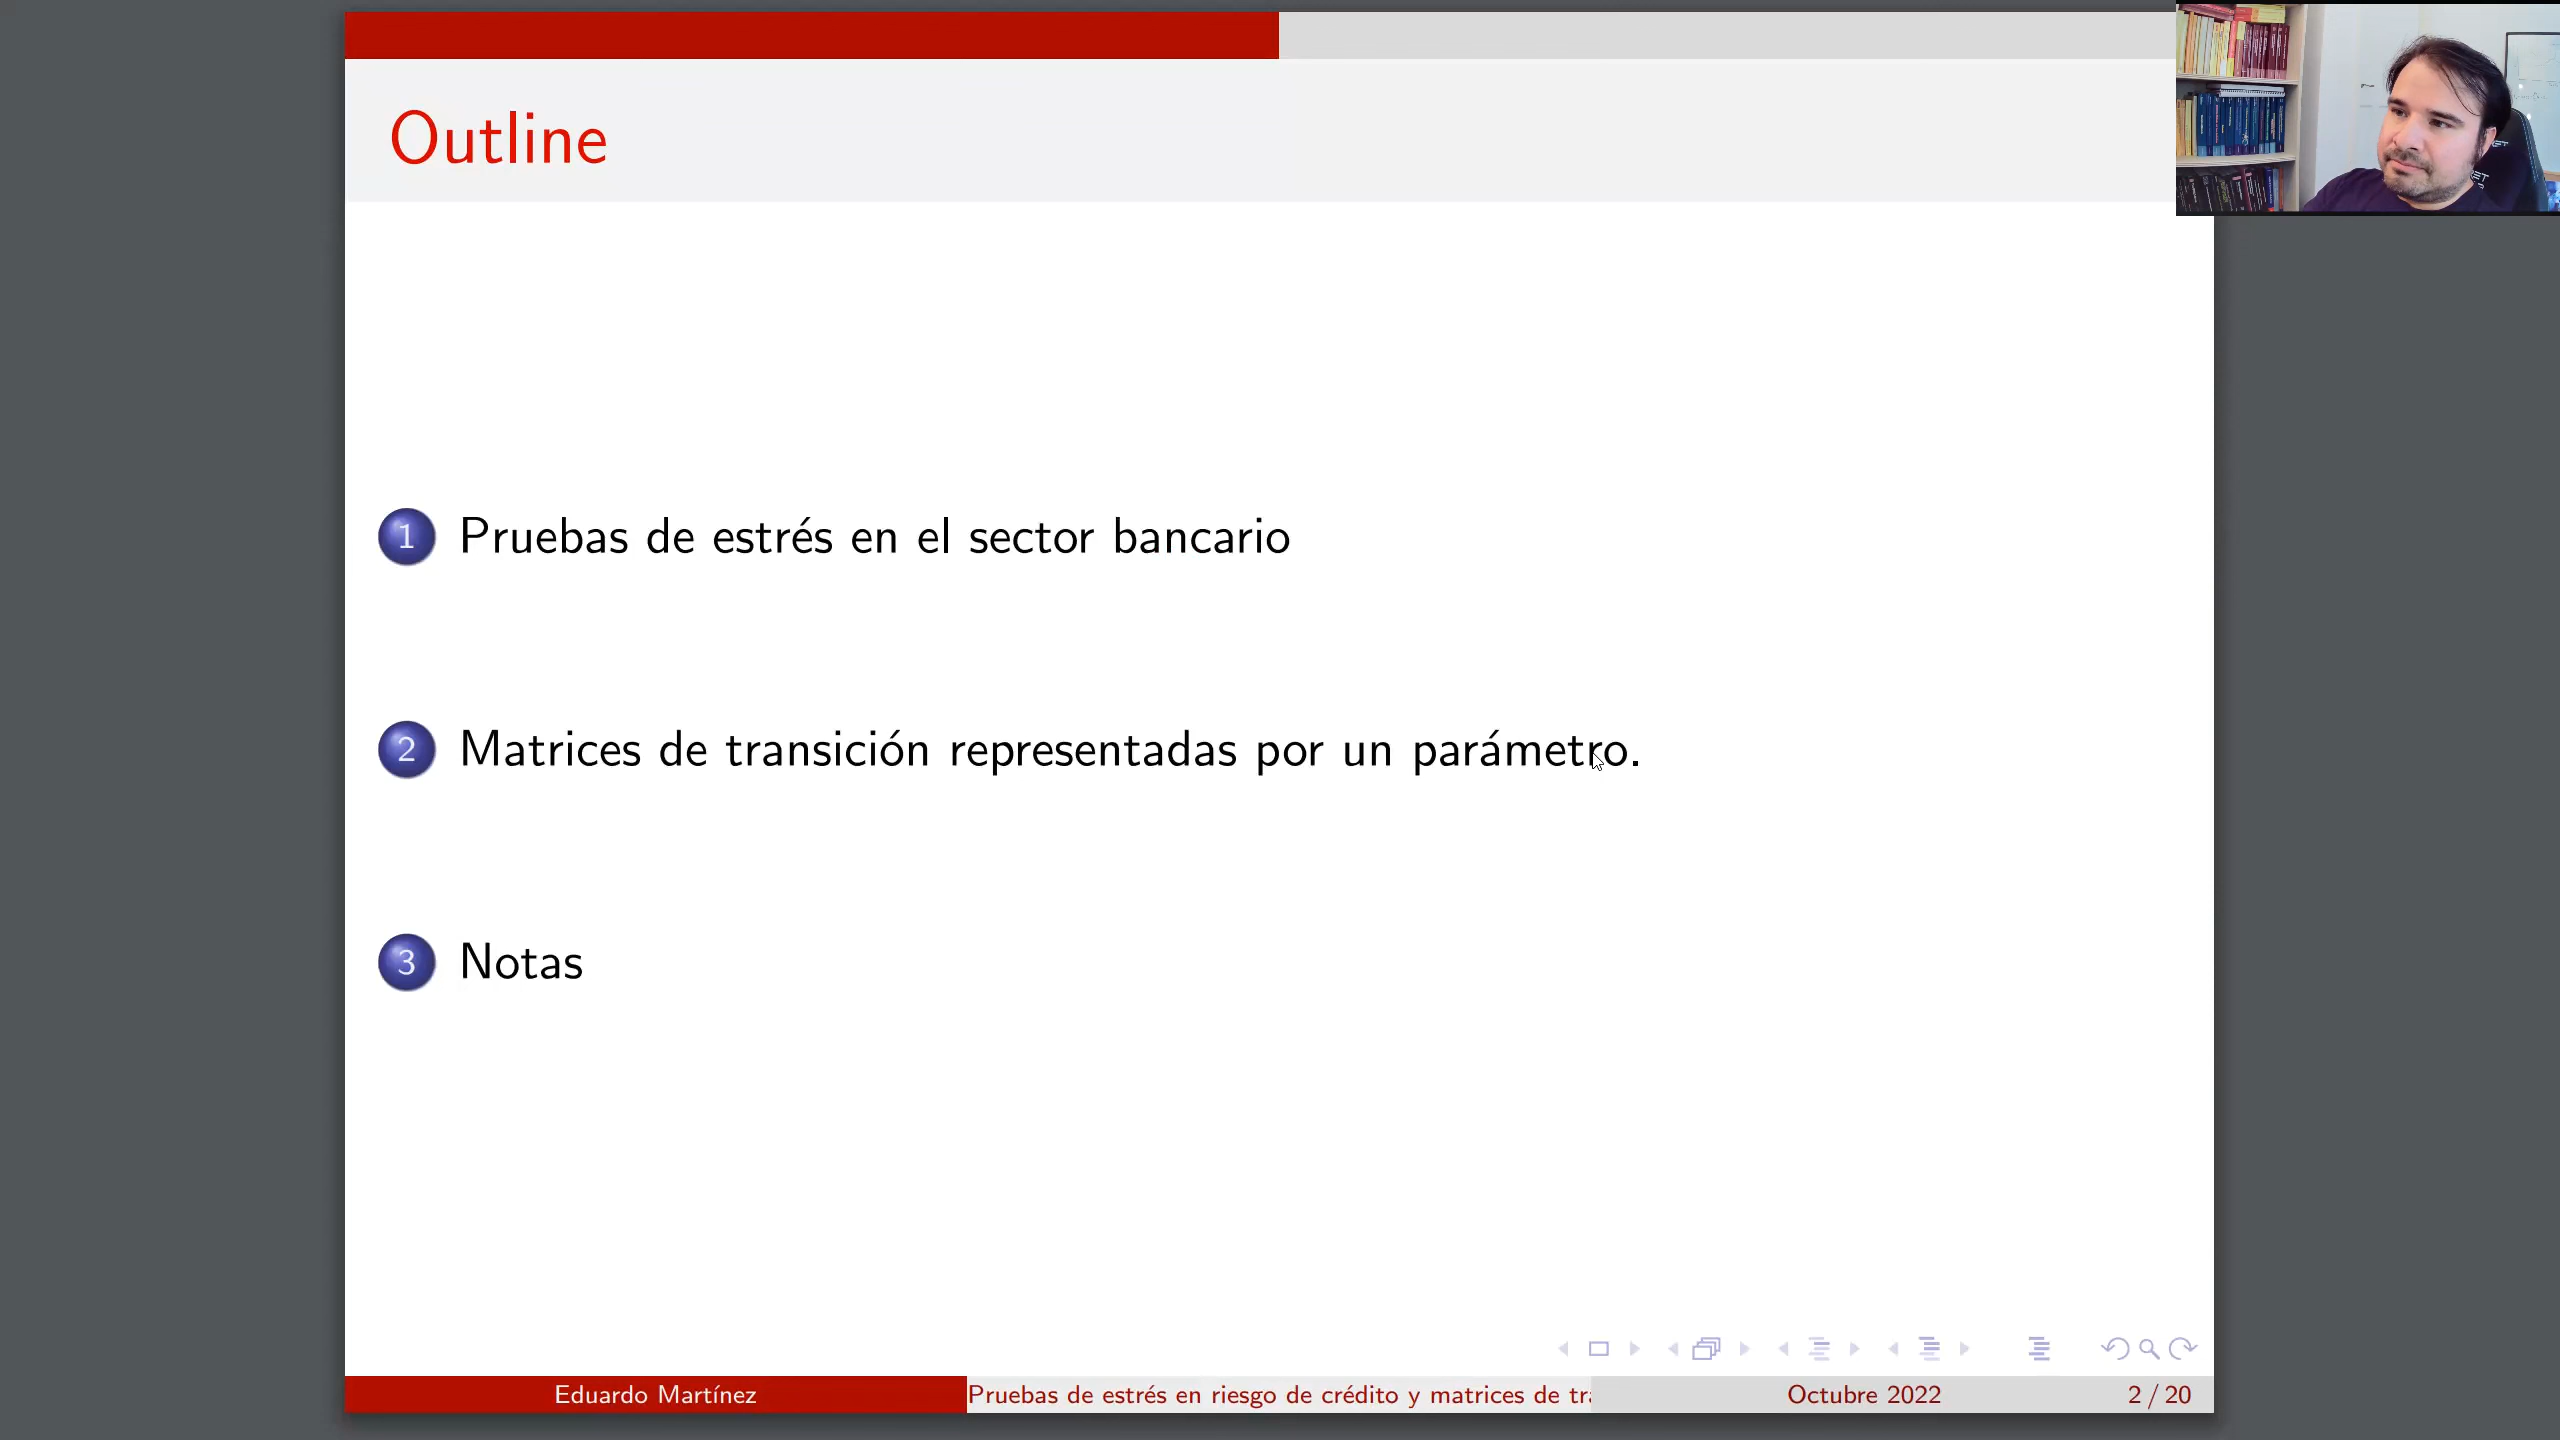 Outline
1 Pruebas de estrés en el sector bancario
2 Matrices de transición representadas por un parámetro.
3 Notas
Eduardo Martínez
Pruebas de estrés en riesgo de crédito y matrices de
Octubre 2022
2 / 20